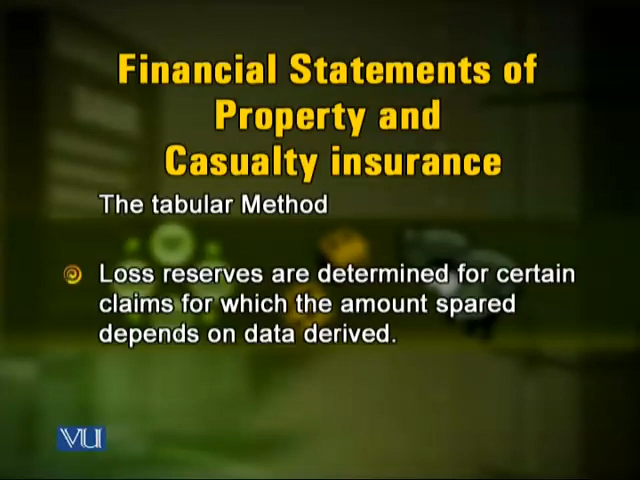 Financial Statements of
Property and
Casualty insurance
The tabular Method
Loss reserves are determined for certain
claims for which the amount spared
depends on data derived.
VU